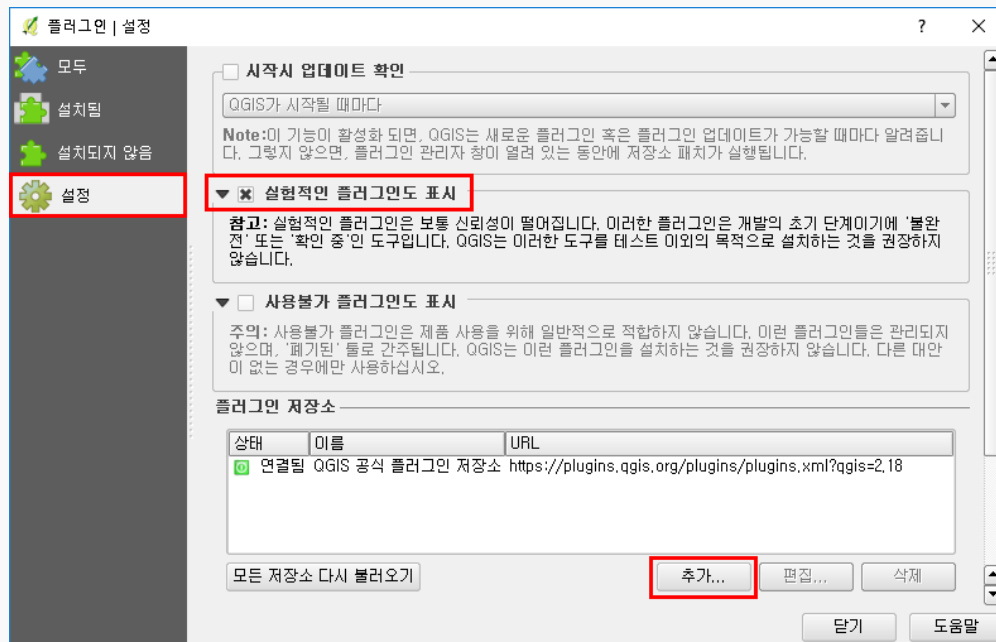 플러그인 | 설정
?
모두
설치됨
설치되지 않음
설정
시작시 업데이트 확인
QGIS가 시작될 때마다
Note:이 기능이 활성화 되면, QGIS는 새로운 플러그인 혹은 플러그인 업데이트가 가능할 때마다 알려줍니
다. 그렇지 않으면, 플러그인 관리자 창이 열려 있는 동안에 저장소 패치가 실행됩니다.
실험적인 플러그인도 표시
참고: 실험적인 플러그인은 보통 신뢰성이 떨어집니다. 이러한 플러그인은 개발의 초기 단계이기에 '불완
전' 또는 '확인 중'인 도구입니다. QGIS는 이러한 도구를 테스트 이외의 목적으로 설치하는 것을 권장하지
않습니다.
사용불가 플러그인도 표시
주의: 사용불가 플러그인은 제품 사용을 위해 일반적으로 적합하지 않습니다. 이런 플러그인들은 관리되지
않으며, '폐기된' 툴로 간주됩니다. QGIS는 이런 플러그인을 설치하는 것을 권장하지 않습니다. 다른 대안
이 없는 경우에만 사용하십시오.
플러그인 저장소
상태 이름 URL
연결됨 QGIS 공식 플러그인 저장소 https://plugins.qgis.org/plugins/plugins.xml?qgis=2.18
모든 저장소 다시 불러오기 추가... 편집... 삭제
닫기 도움말